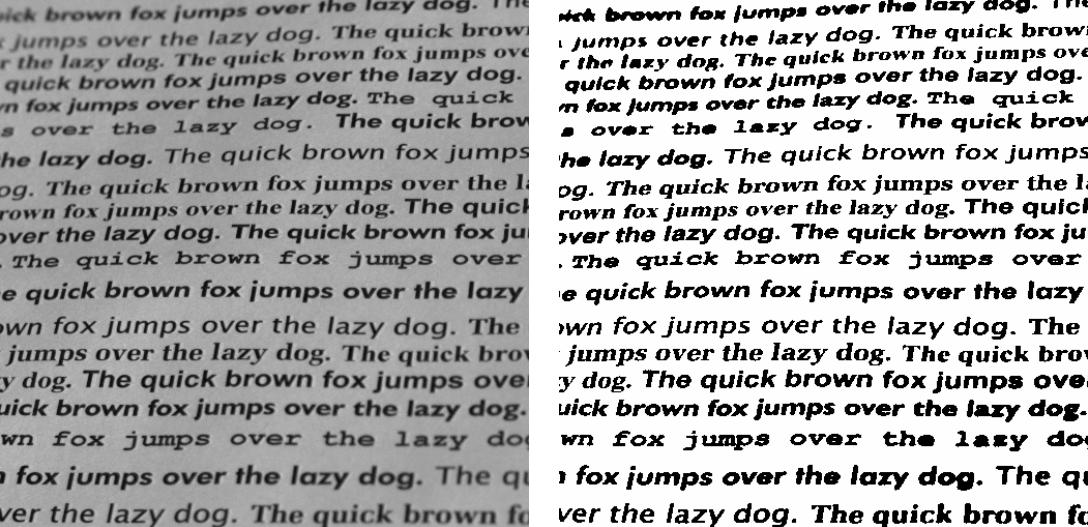 brown fox jumps over the lazy dog. The
jumps over the lazy dog. The quick brown
r the lazy dog. The quick brown fox jumps ove
quick brown fox jumps over the lazy dog.
n fox jumps over the lazy dog. The quick
s over the lazy dog. The quick brow
he lazy dog. The quick brown fox jumps
og. The quick brown fox jumps over the l
rown fox jumps over the lazy dog. The quick
over the lazy dog. The quick brown fox ju
. The quick brown fox jumps over
e quick brown fox jumps over the lazy
own fox jumps over the lazy dog. The
jumps over the lazy dog. The quick bro
y dog. The quick brown fox jumps ove
uick brown fox jumps over the lazy dog.
wn fox jumps over the lazy do
fox jumps over the lazy dog. The qu
ver the lazy dog. The quick brown fo
brown fox jumps over the lazy dog. The
jumps over the lazy dog. The quick brown
r the lazy dog. The quick brown fox jumps ov
quick brown fox jumps over the lazy dog.
n fox jumps over the lazy dog. The quick
s over the lazy dog. The quick brow
he lazy dog. The quick brown fox jumps
og. The quick brown fox jumps over the l
rown fox jumps over the lazy dog. The quick
over the lazy dog. The quick brown fox ju
. The quick brown fox jumps over
e quick brown fox jumps over the lazy
own fox jumps over the lazy dog. The
jumps over the lazy dog. The quick bro
y dog. The quick brown fox jumps ove
uick brown fox jumps over the lazy dog.
wn fox jumps over the lazy do
fox jumps over the lazy dog. The qu
ver the lazy dog. The quick brown fo